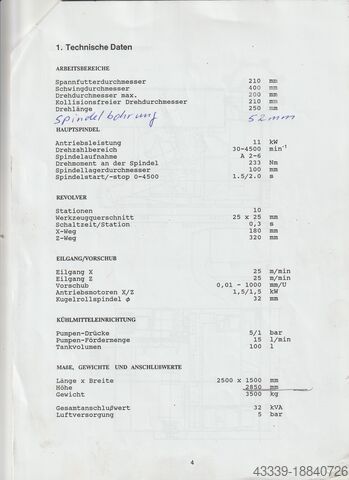 1. Technische Daten
ARBEITSBEREICHE
Spannfutterdurchmesser 210 mm
Schwingdurchmesser 400 mm
Drehdurchmesser max. 200 mm
Kollisionsfreier Drehdurchmesser 210 mm
Drehlänge 250 mm
Spindelbohrung 52mm
HAUPTSPINDEL
Antriebsleistung 11 kW
Drehzahlbereich 30-4500 min⁻¹
Spindelaufnahme A 2-6
Drehmoment an der Spindel 233 Nm
Spindellagerdurchmesser 100 mm
Spindelstart/-stop 0-4500 1.5/2.0 s
REVOLVER
Stationen 10
Werkzeugquerschnitt 25 x 25 mm
Schaltzeit/Station 0,3 s
X-Weg 180 mm
Z-Weg 320 mm
EILGANG/VORSCHUB
Eilgang X 25 m/min
Eilgang Z 25 m/min
Vorschub 0,01 - 1000 mm/U
Antriebsmotoren X/Z 1,5/1,5 kW
Kugelrollspindel ϕ 32 mm
KÜHLMITTELEINRICHTUNG
Pumpen-Drücke 5/1 bar
Pumpen-Fördermenge 15 l/min
Tankvolumen 100 l
MAßE, GEWICHTE UND ANSCHLUßWERTE
Länge x Breite 2500 x 1500 mm
Höhe 2850 mm
Gewicht 3500 kg
Gesamtanschlußwert 32 kVA
Luftversorgung 5 bar
4
43339-18840726